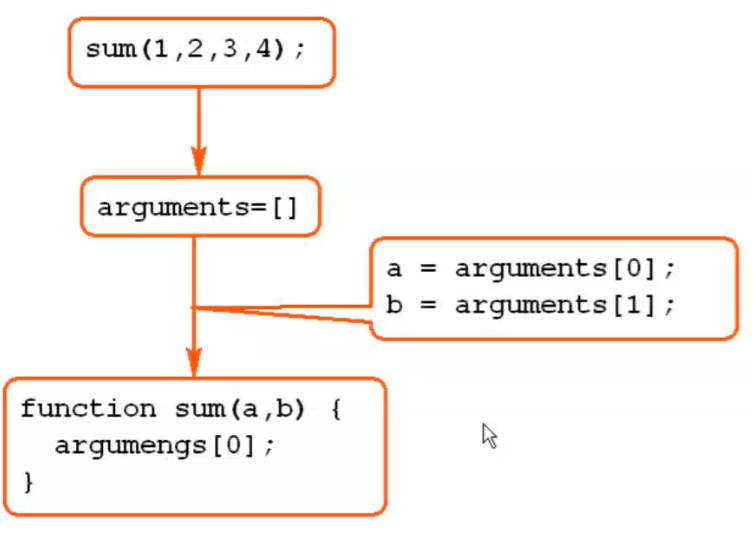 sum(1,2,3,4);
arguments=[]
a = arguments[0];
b = arguments[1];
function sum(a,b) {
argumengs[0];
}